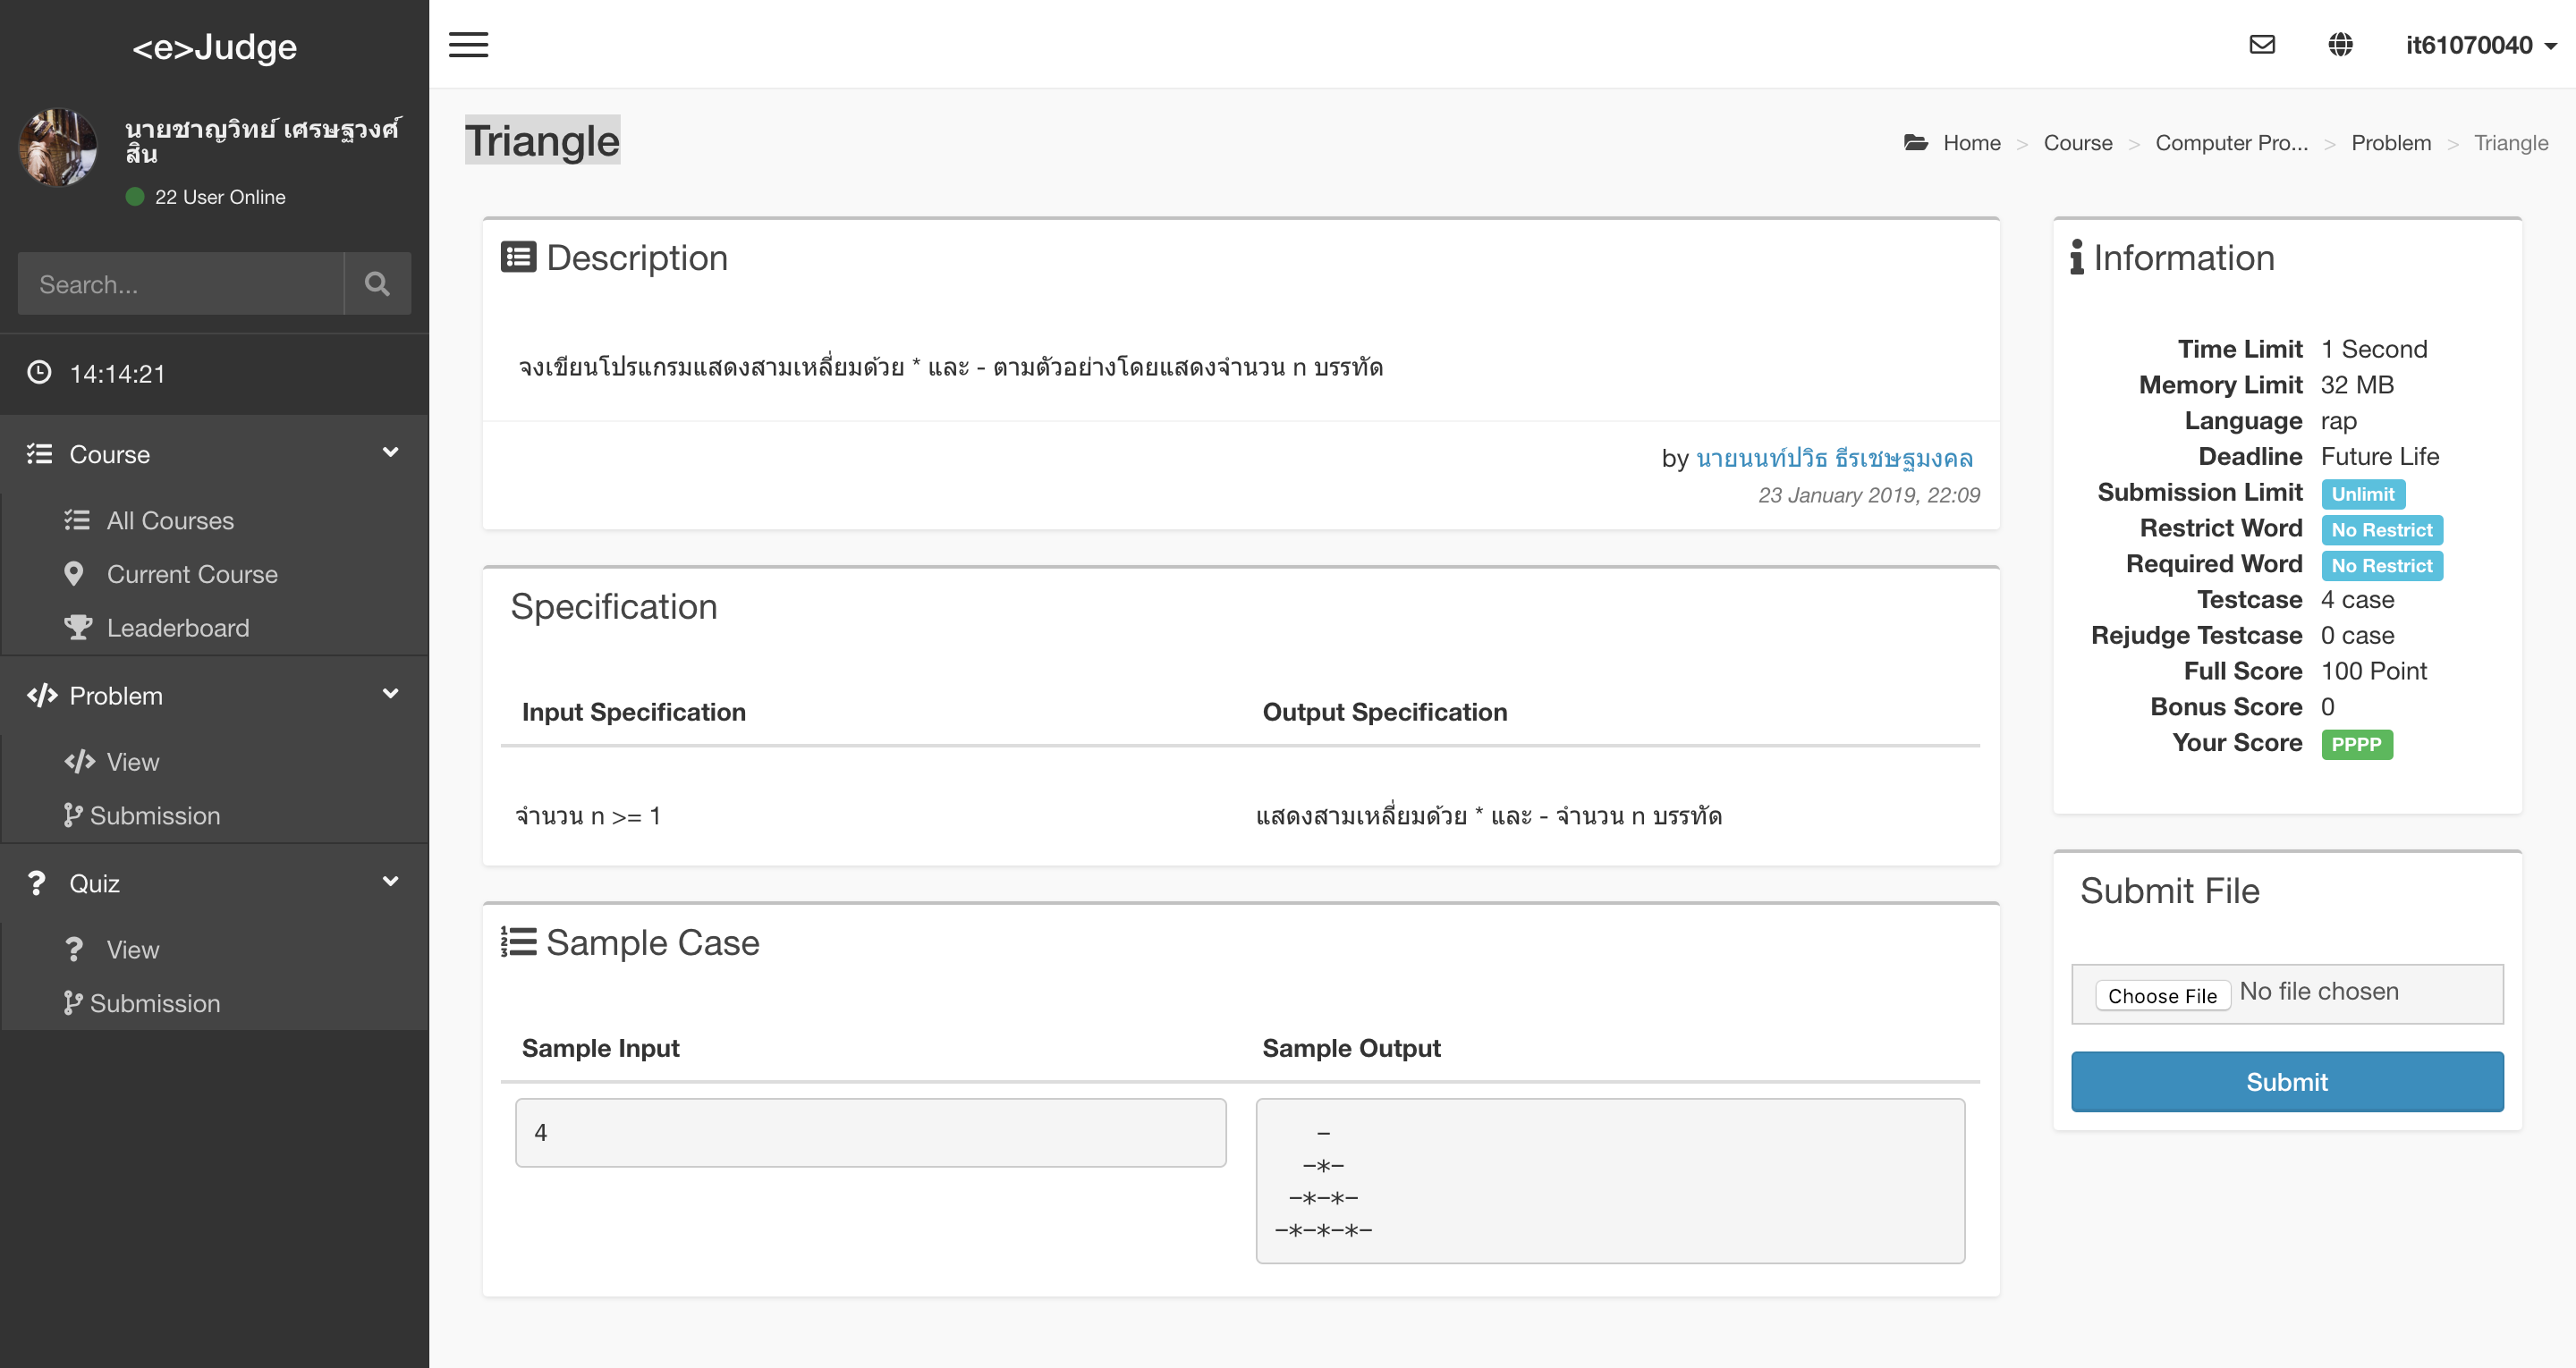 <e>Judge
นายชาญวิทย์ เศรษฐวงศ์
สิน
22 User Online
Search...
14:14:21
Course
All Courses
Current Course
Leaderboard
Problem
View
Submission
Quiz
View
Submission
it61070040
Triangle
Home > Course > Computer Pro... > Problem > Triangle
Description
จงเขียนโปรแกรมแสดงสามเหลี่ยมด้วย * และ - ตามตัวอย่างโดยแสดงจำนวน n บรรทัด
by นายนนท์ปวิธ ธีรเชษฐมงคล
23 January 2019, 22:09
Specification
Input Specification Output Specification
จำนวน n >= 1 แสดงสามเหลี่ยมด้วย * และ - จำนวน n บรรทัด
Sample Case
Sample Input Sample Output
4
   -
  -*-
 -*-*-
-*-*-*-
Information
Time Limit 1 Second
Memory Limit 32 MB
Language rap
Deadline Future Life
Submission Limit Unlimit
Restrict Word No Restrict
Required Word No Restrict
Testcase 4 case
Rejudge Testcase 0 case
Full Score 100 Point
Bonus Score 0
Your Score PPPP
Submit File
Choose File No file chosen
Submit